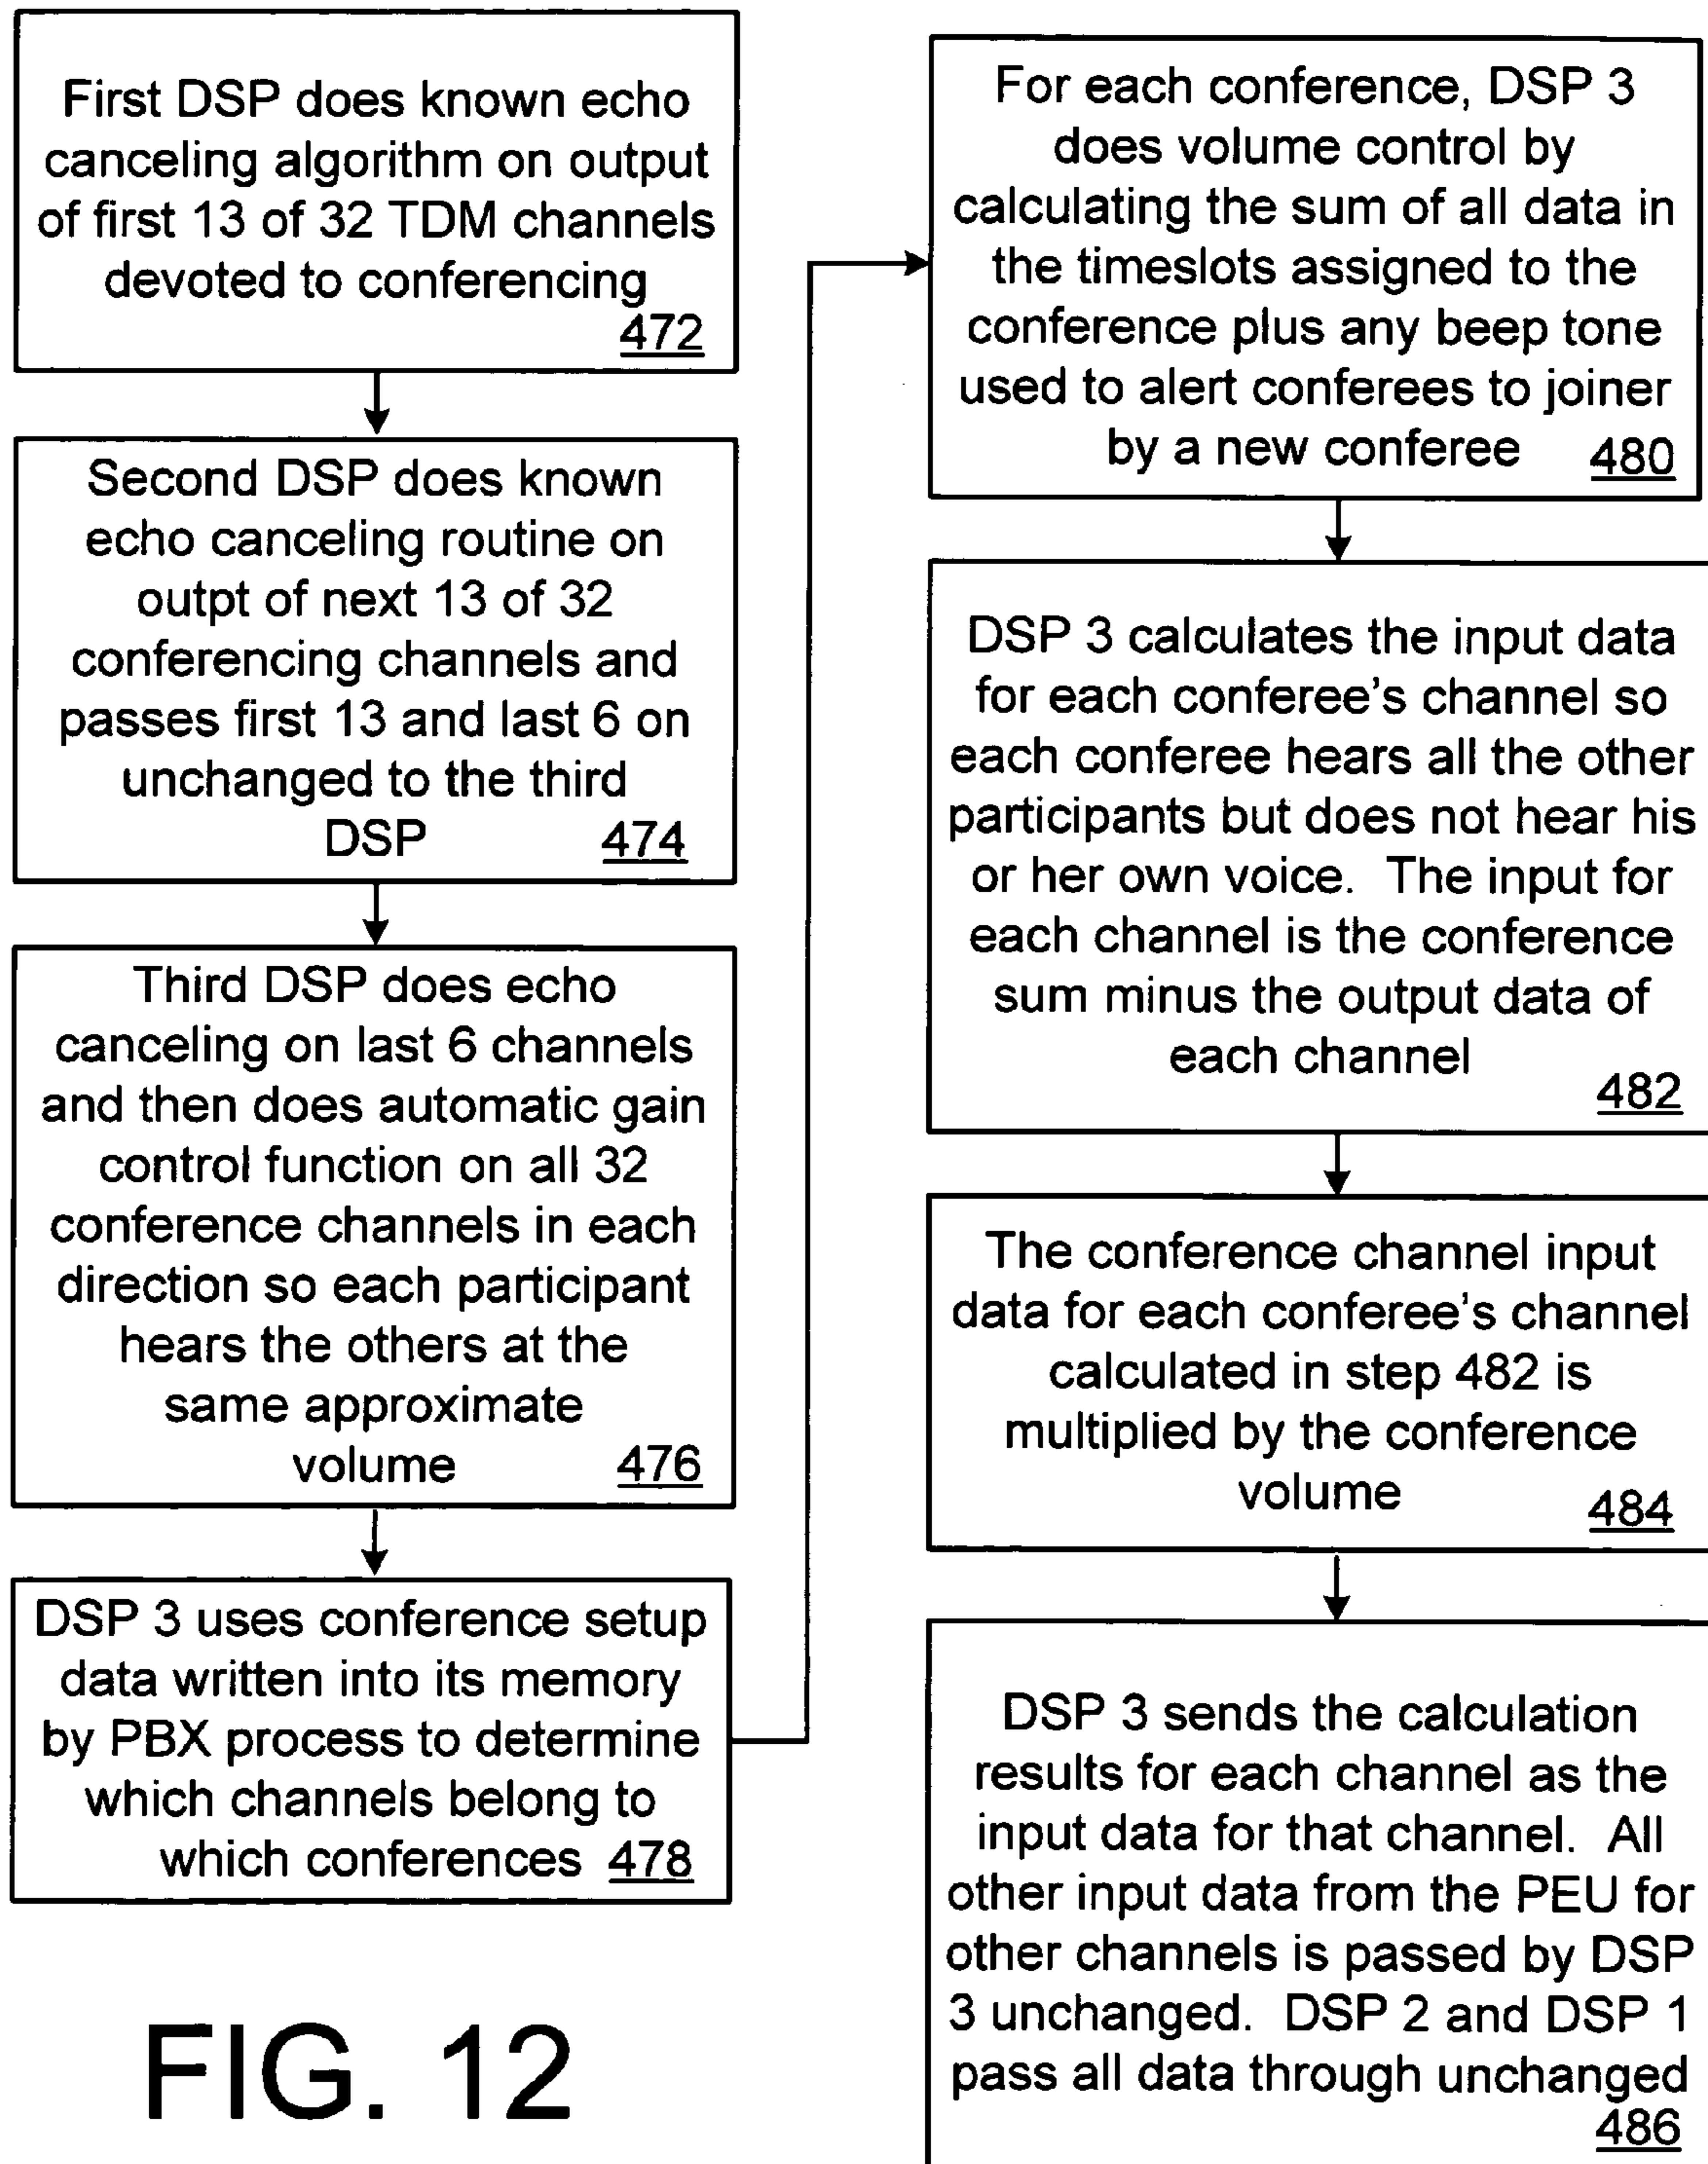 First DSP does known echo
canceling algorithm on output
of first 13 of 32 TDM channels
devoted to conferencing
472
Second DSP does known
echo canceling routine on
outpt of next 13 of 32
conferencing channels and
passes first 13 and last 6 on
unchanged to the third
DSP 474
Third DSP does echo
canceling on last 6 channels
and then does automatic gain
control function on all 32
conference channels in each
direction so each participant
hears the others at the
same approximate
volume 476
DSP 3 uses conference setup
data written into its memory
by PBX process to determine
which channels belong to
which conferences 478
For each conference, DSP 3
does volume control by
calculating the sum of all data in
the timeslots assigned to the
conference plus any beep tone
used to alert conferees to joiner
by a new conferee 480
DSP 3 calculates the input data
for each conferee's channel so
each conferee hears all the other
participants but does not hear his
or her own voice. The input for
each channel is the conference
sum minus the output data of
each channel
482
The conference channel input
data for each conferee's channel
calculated in step 482 is
multiplied by the conference
volume 484
DSP 3 sends the calculation
results for each channel as the
input data for that channel. All
other input data from the PEU for
other channels is passed by DSP
3 unchanged. DSP 2 and DSP 1
pass all data through unchanged
486
FIG. 12